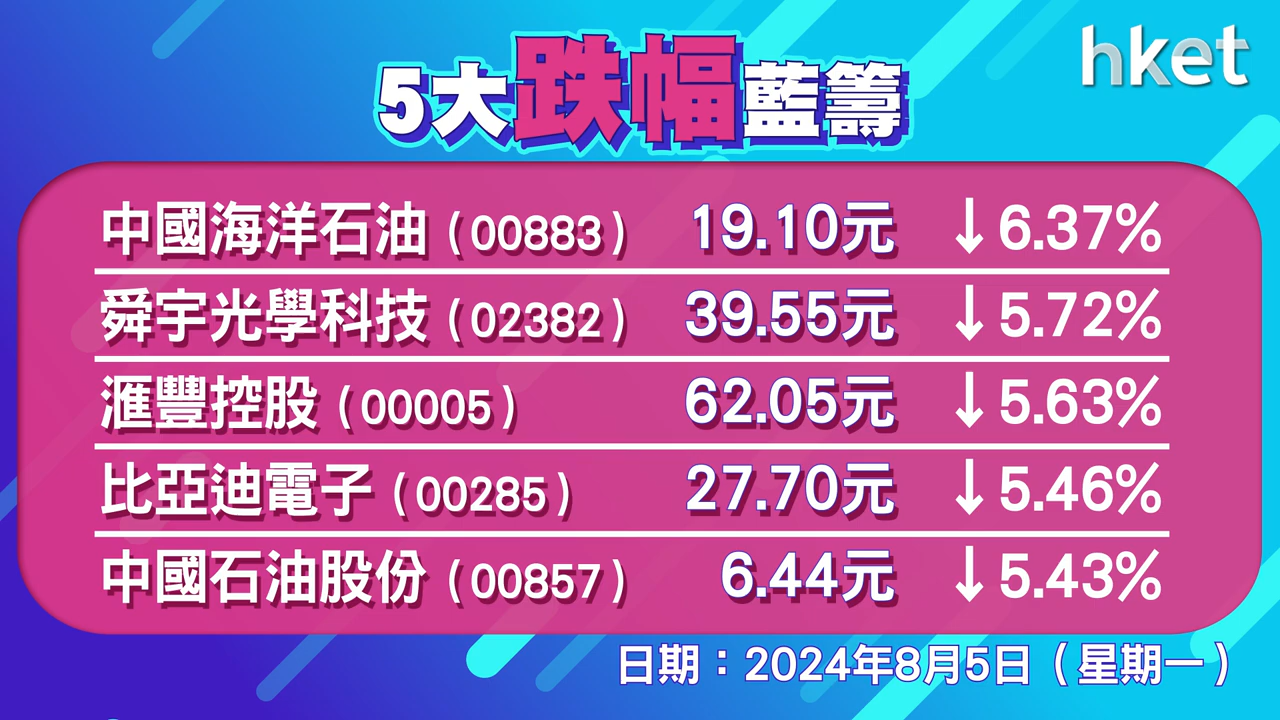 hket
5大跌幅藍籌
中國海洋石油（00883） 19.10元 ↓6.37%
舜宇光學科技（02382） 39.55元 ↓5.72%
滙豐控股（00005） 62.05元 ↓5.63%
比亞迪電子（00285） 27.70元 ↓5.46%
中國石油股份（00857） 6.44元 ↓5.43%
日期：2024年8月5日（星期一）